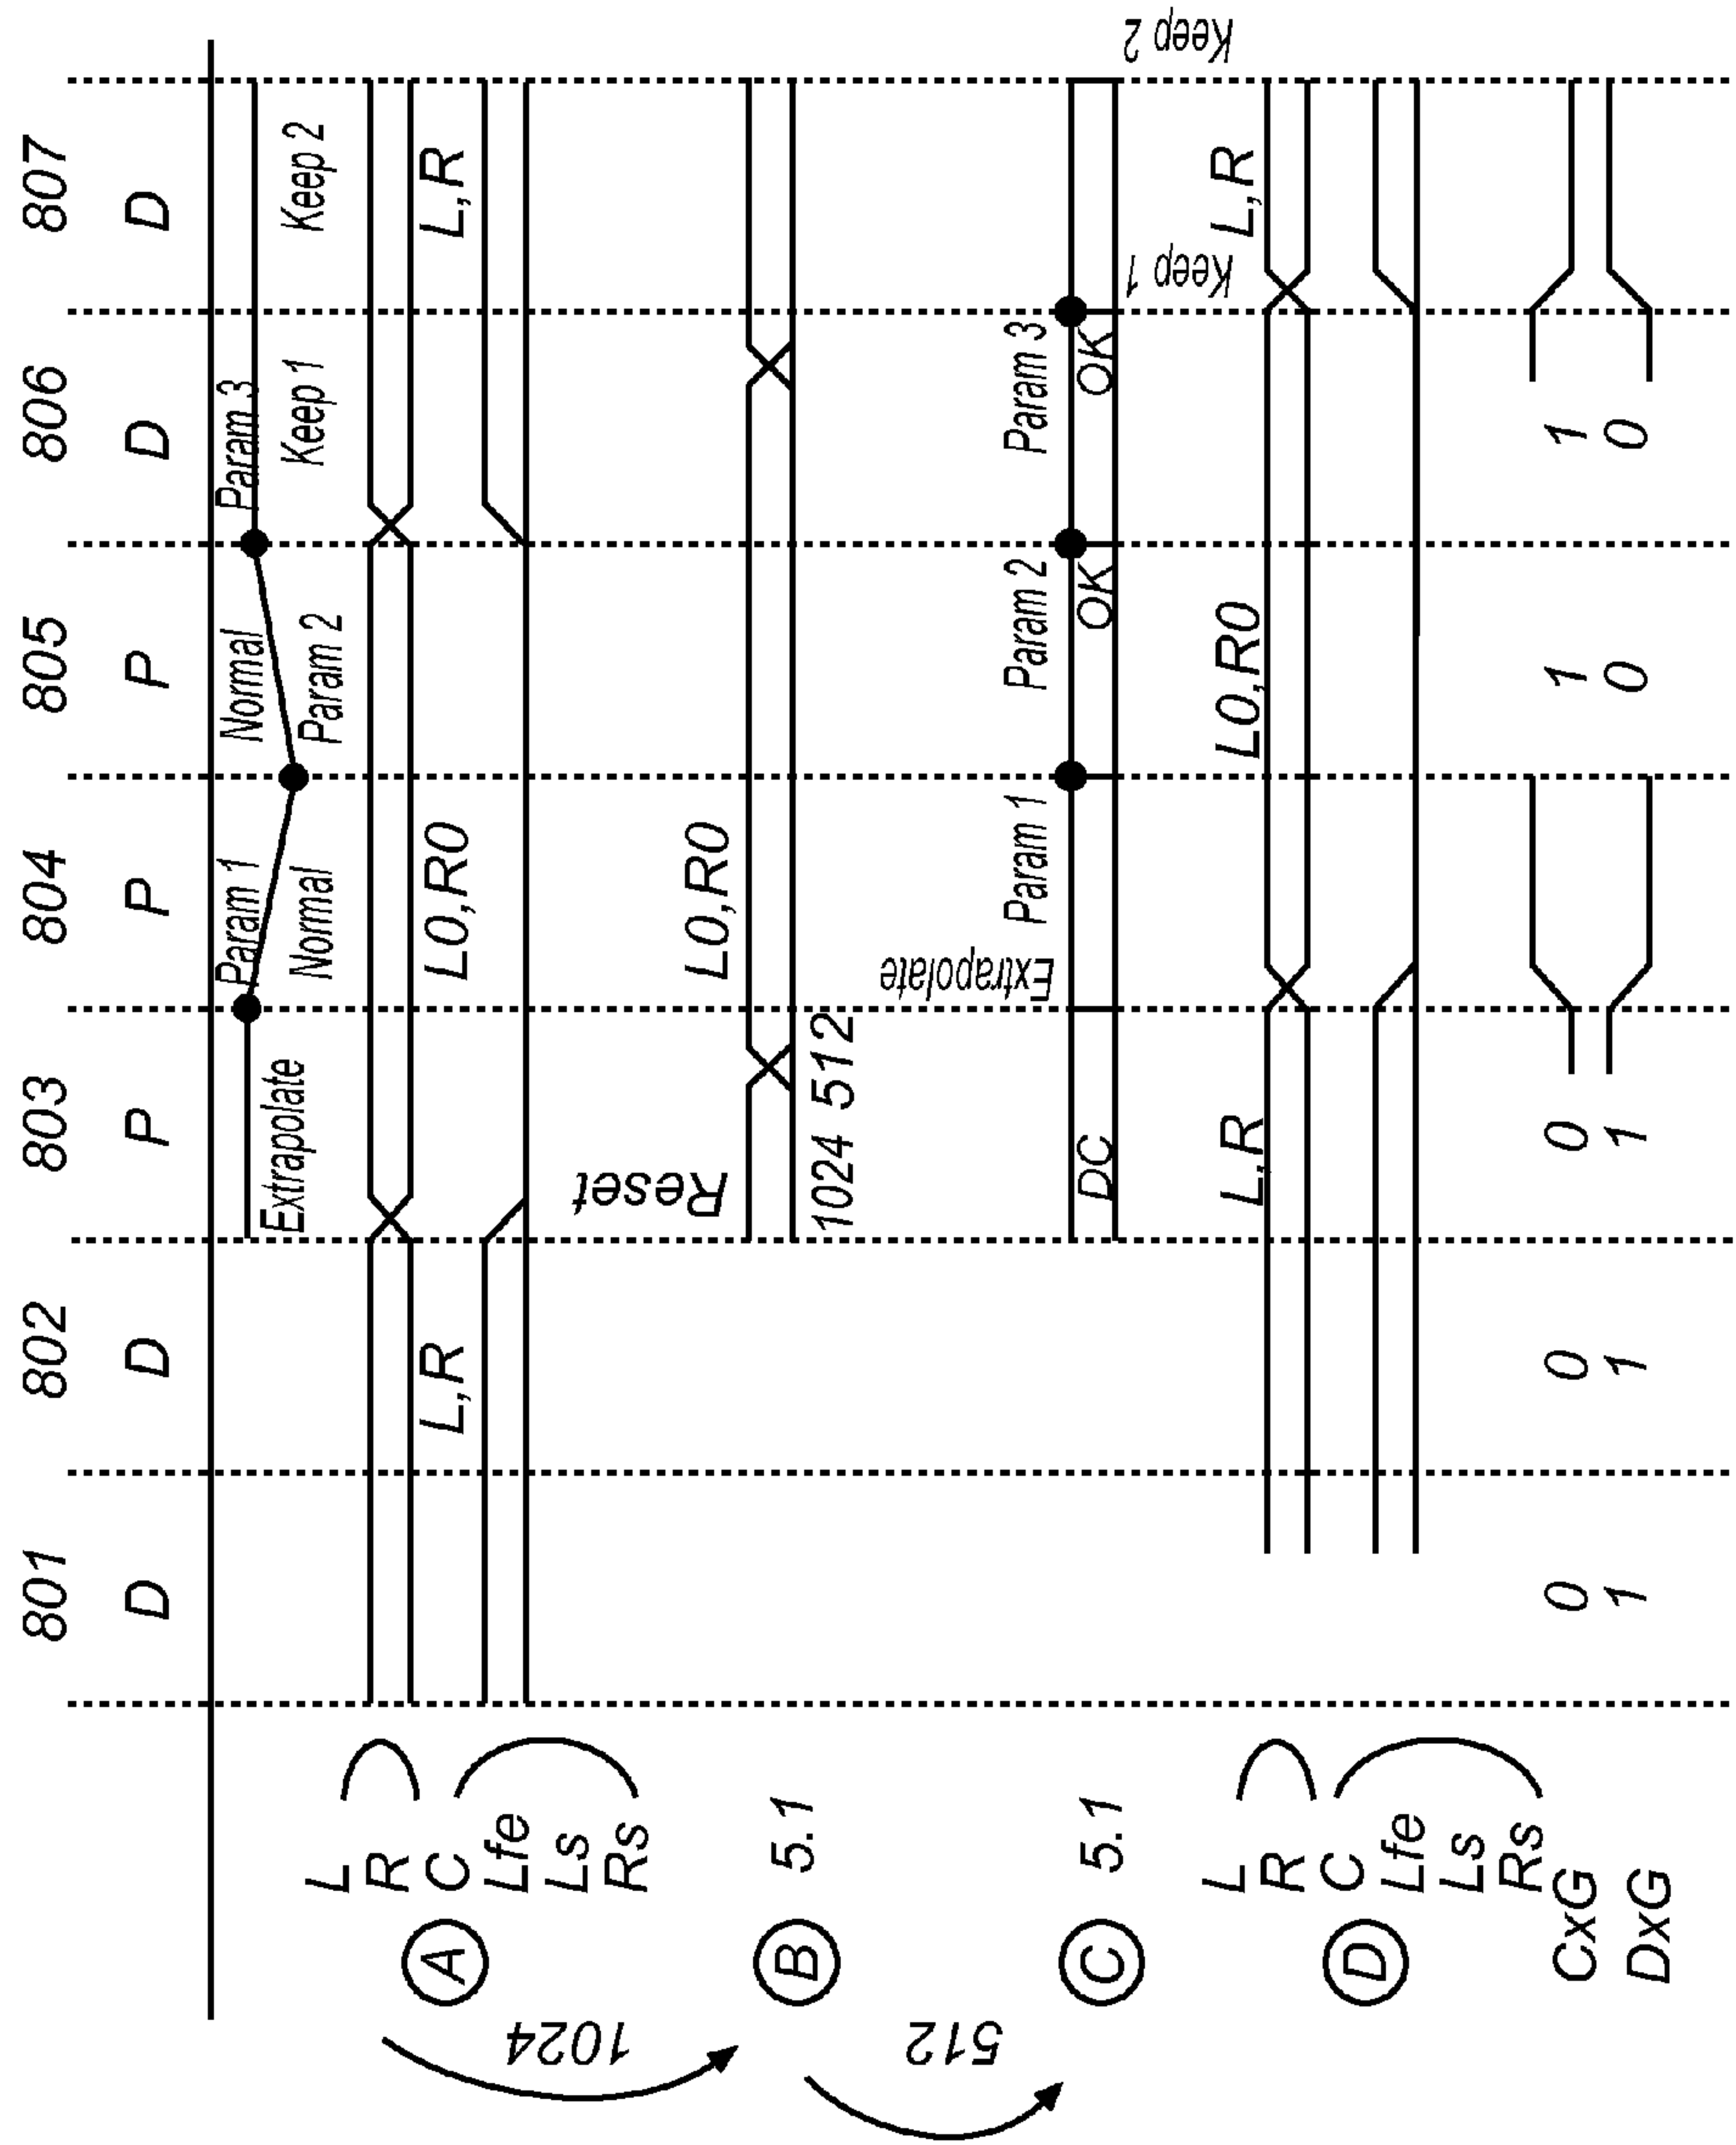 801 802 803 804 805 806 807
D D P P P D D
Param 1 Normal Param 3
Extrapolate Normal Param 2 Keep 1 Keep 2
L
R
A C L,R L0,R0 L,R
Lfe
Ls
Rs
1024
Reset L0,R0
B 5.1 1024 512
512
Extrapolate Param 1 Param 2 Param 3
C 5.1 DC OK OK
Keep 1 Keep 2
L L,R L0,R0 L,R
R
D C
Lfe
Ls
Rs
CxG 0 0 0 1 1
DxG 1 1 1 0 0